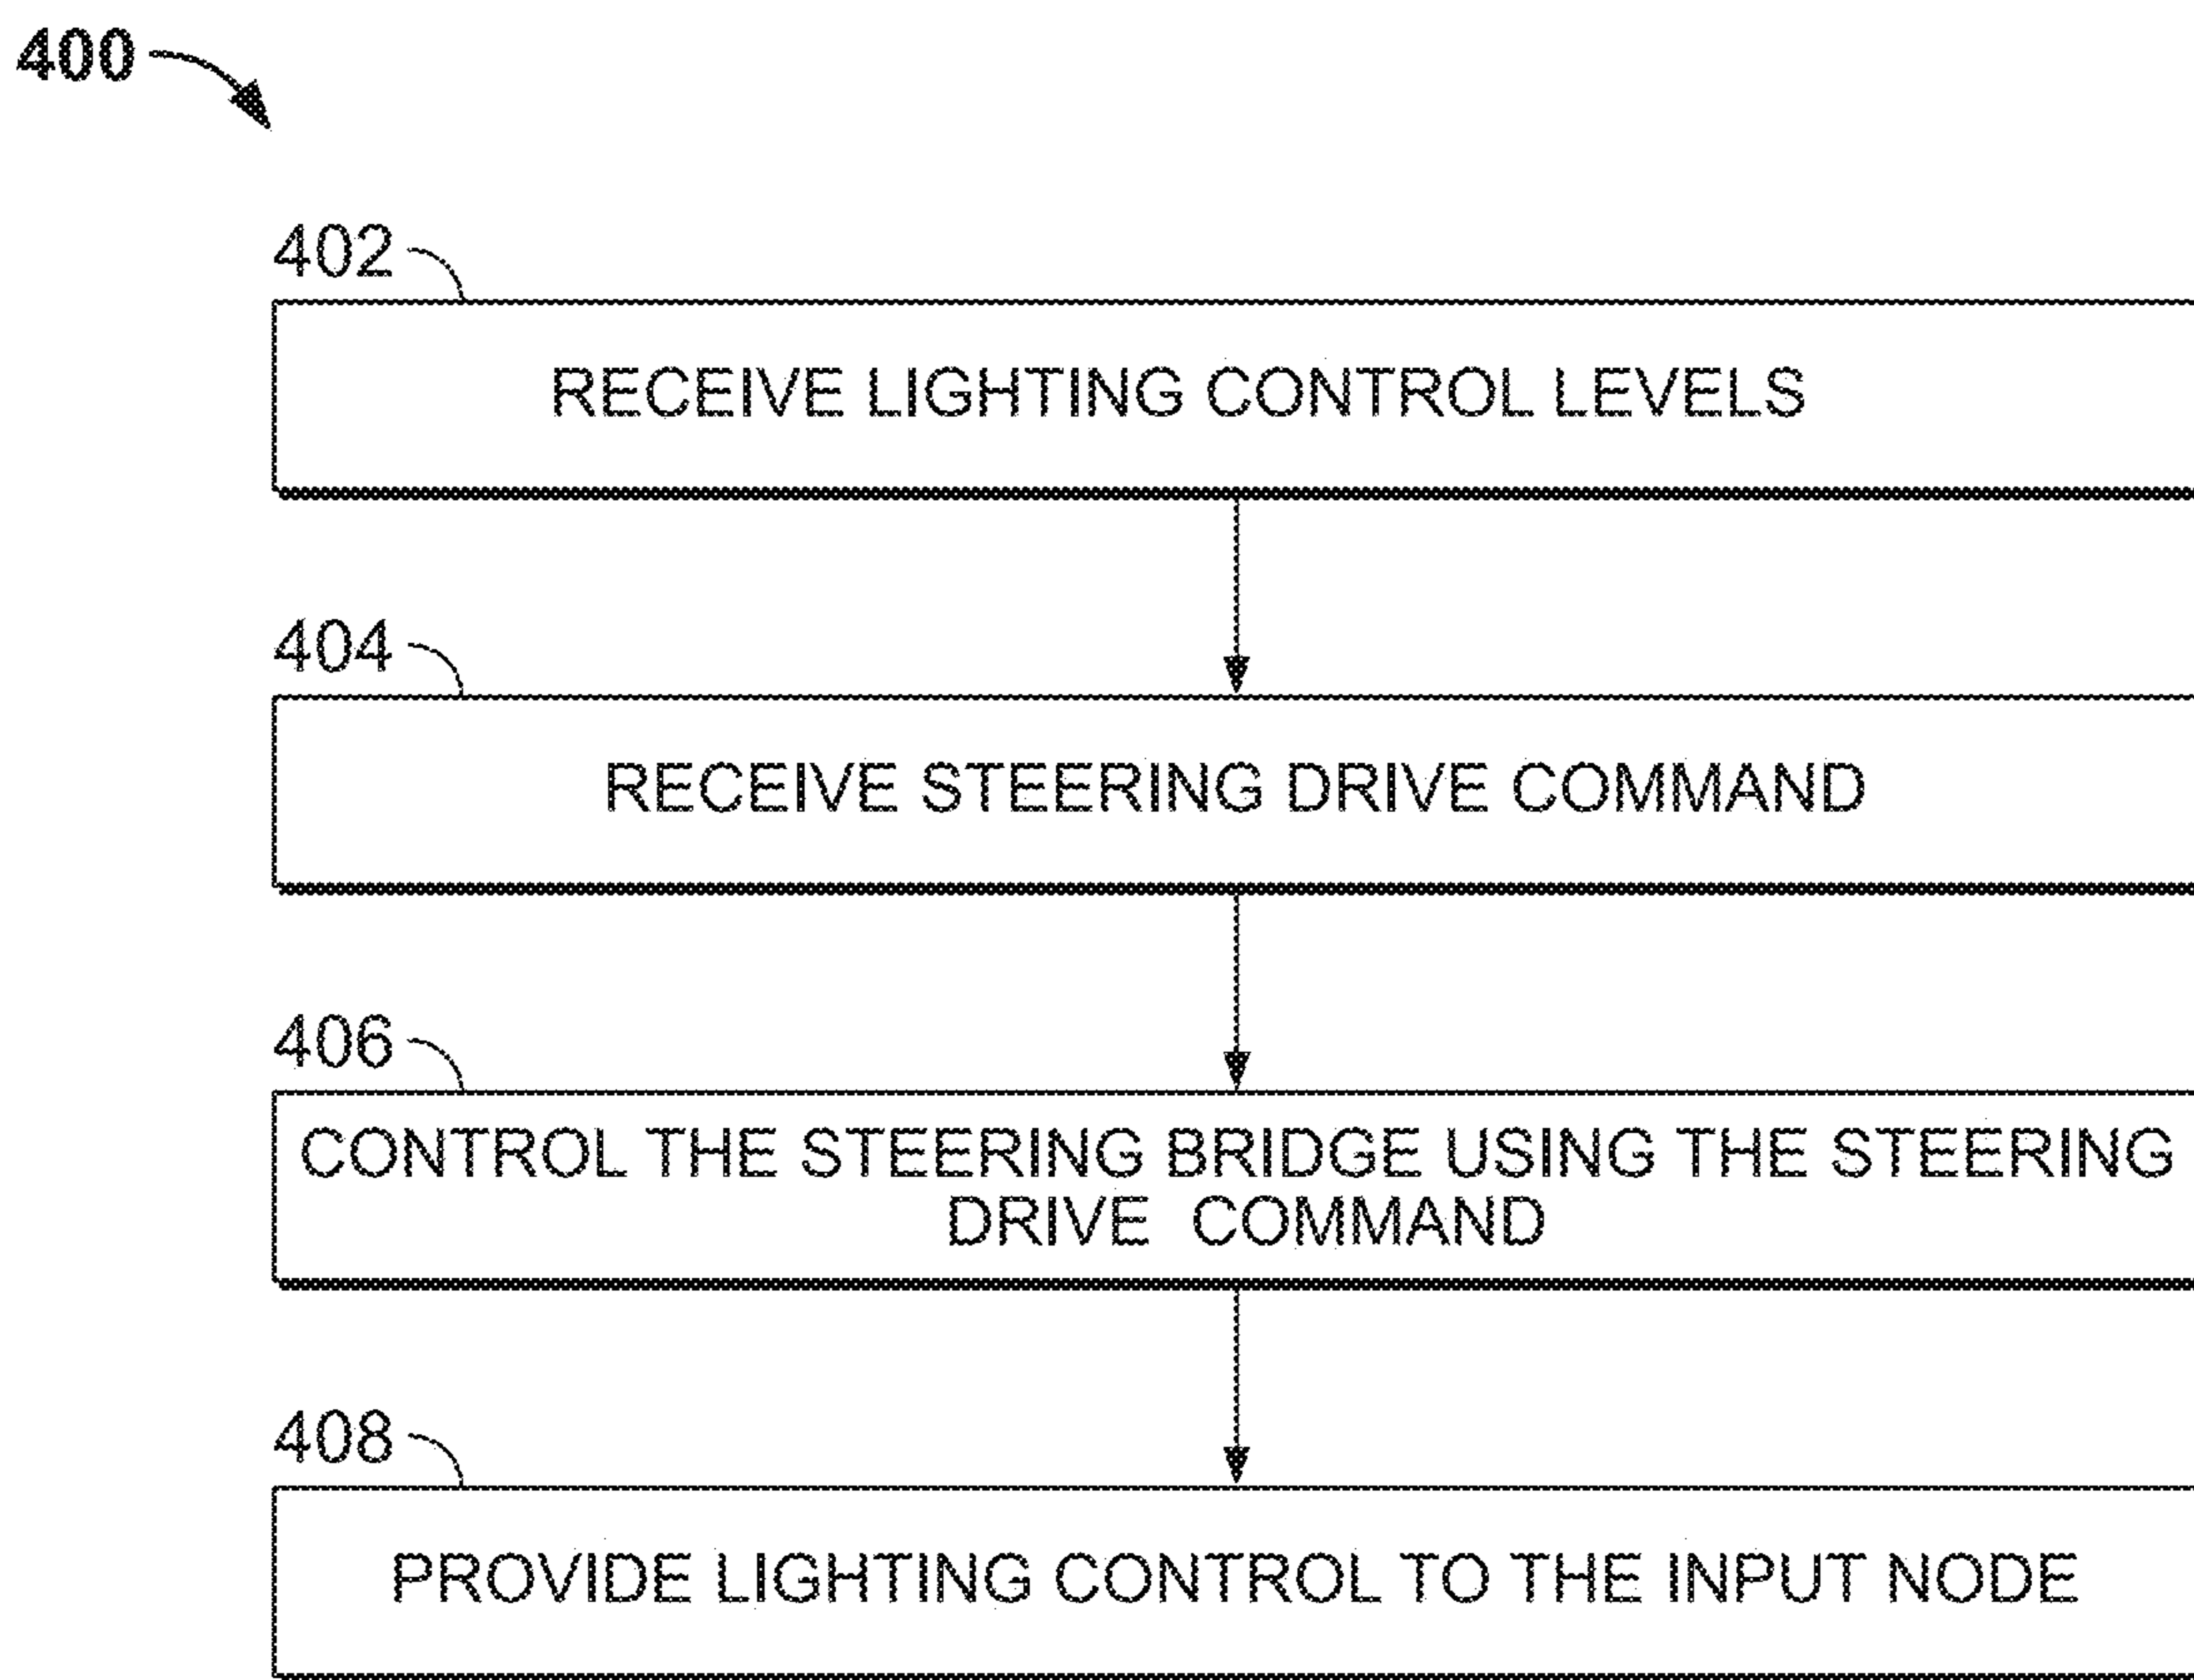 400
402
RECEIVE LIGHTING CONTROL LEVELS
404
RECEIVE STEERING DRIVE COMMAND
406
CONTROL THE STEERING BRIDGE USING THE STEERING
DRIVE COMMAND
408
PROVIDE LIGHTING CONTROL TO THE INPUT NODE